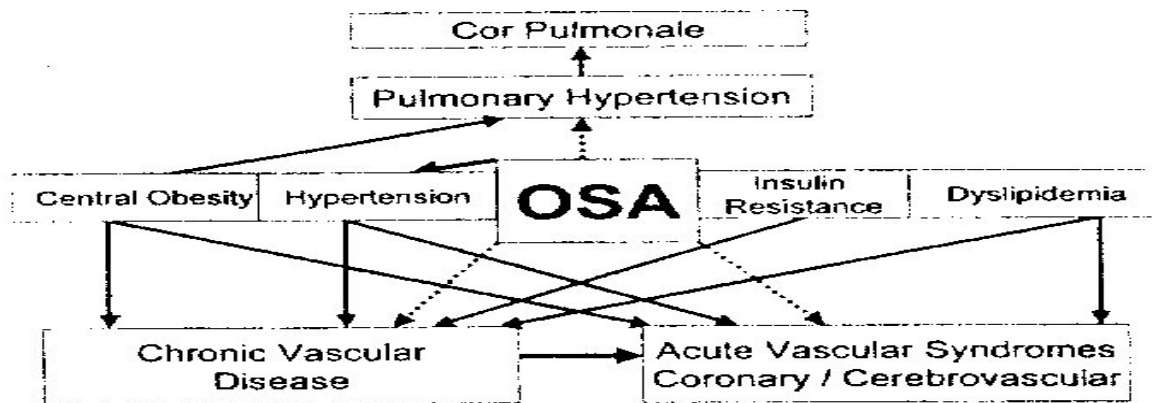 Cor Pulmonale
Pulmonary Hypertension
Central Obesity
Hypertension
OSA
Insulin
Resistance
Dyslipidemia
Chronic Vascular
Disease
Acute Vascular Syndromes
Coronary / Cerebrovascular